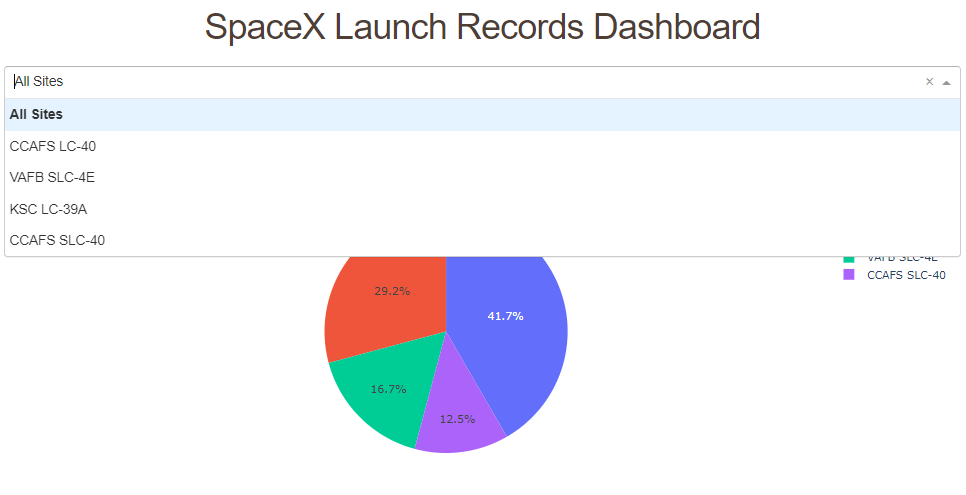 SpaceX Launch Records Dashboard
All Sites
All Sites
CCAFS LC-40
VAFB SLC-4E
KSC LC-39A
CCAFS SLC-40
VAFB SLC-4E
CCAFS SLC-40
29.2%
41.7%
16.7%
12.5%